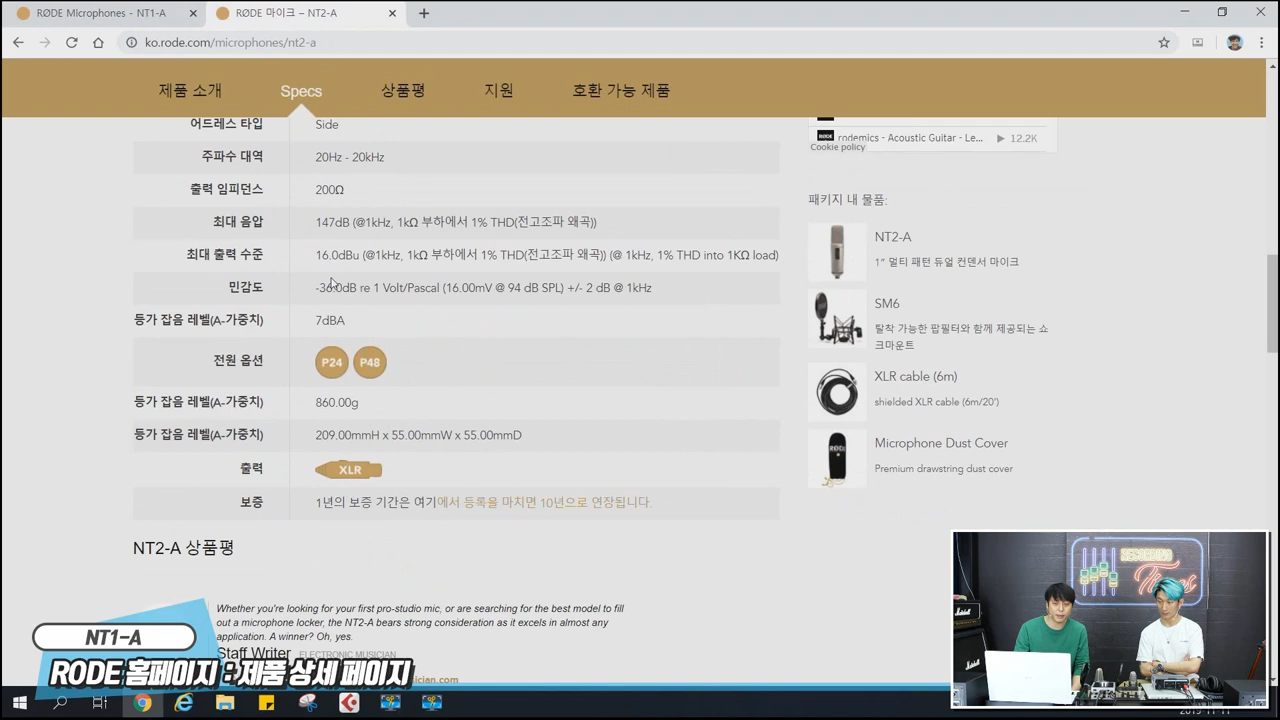 RØDE Microphones - NT1-A
RØDE 마이크 – NT2-A
ko.rode.com/microphones/nt2-a
제품 소개
Specs
상품평
지원
호환 가능 제품
어드레스 타입 Side
주파수 대역 20Hz - 20kHz
출력 임피던스 200Ω
최대 음압 147dB (@1kHz, 1kΩ 부하에서 1% THD(전고조파 왜곡))
최대 출력 수준 16.0dBu (@1kHz, 1kΩ 부하에서 1% THD(전고조파 왜곡)) (@ 1kHz, 1% THD into 1KΩ load)
민감도 -36.0dB re 1 Volt/Pascal (16.00mV @ 94 dB SPL) +/- 2 dB @ 1kHz
등가 잡음 레벨(A-가중치) 7dBA
전원 옵션 P24 P48
등가 잡음 레벨(A-가중치) 860.00g
등가 잡음 레벨(A-가중치) 209.00mmH x 55.00mmW x 55.00mmD
출력 XLR
보증 1년의 보증 기간은 여기에서 등록을 마치면 10년으로 연장됩니다.
NT2-A 상품평
Whether you're looking for your first pro-studio mic, or are searching for the best model to fill
out a microphone locker, the NT2-A bears strong consideration as it excels in almost any
application. A winner? Oh, yes.
Staff Writer ELECTRONIC MUSICIAN
sician.com
RØDE rodemics - Acoustic Guitar - Le... 12.2K
Cookie policy
패키지 내 물품:
NT2-A
1" 멀티 패턴 듀얼 컨덴서 마이크
SM6
탈착 가능한 팝필터와 함께 제공되는 쇼
크마운트
XLR cable (6m)
shielded XLR cable (6m/20')
Microphone Dust Cover
Premium drawstring dust cover
RØDE
RECORDING
Times
Marshall
Marshall
NT1-A
RODE 홈페이지 : 제품 상세 페이지
2019-11-11